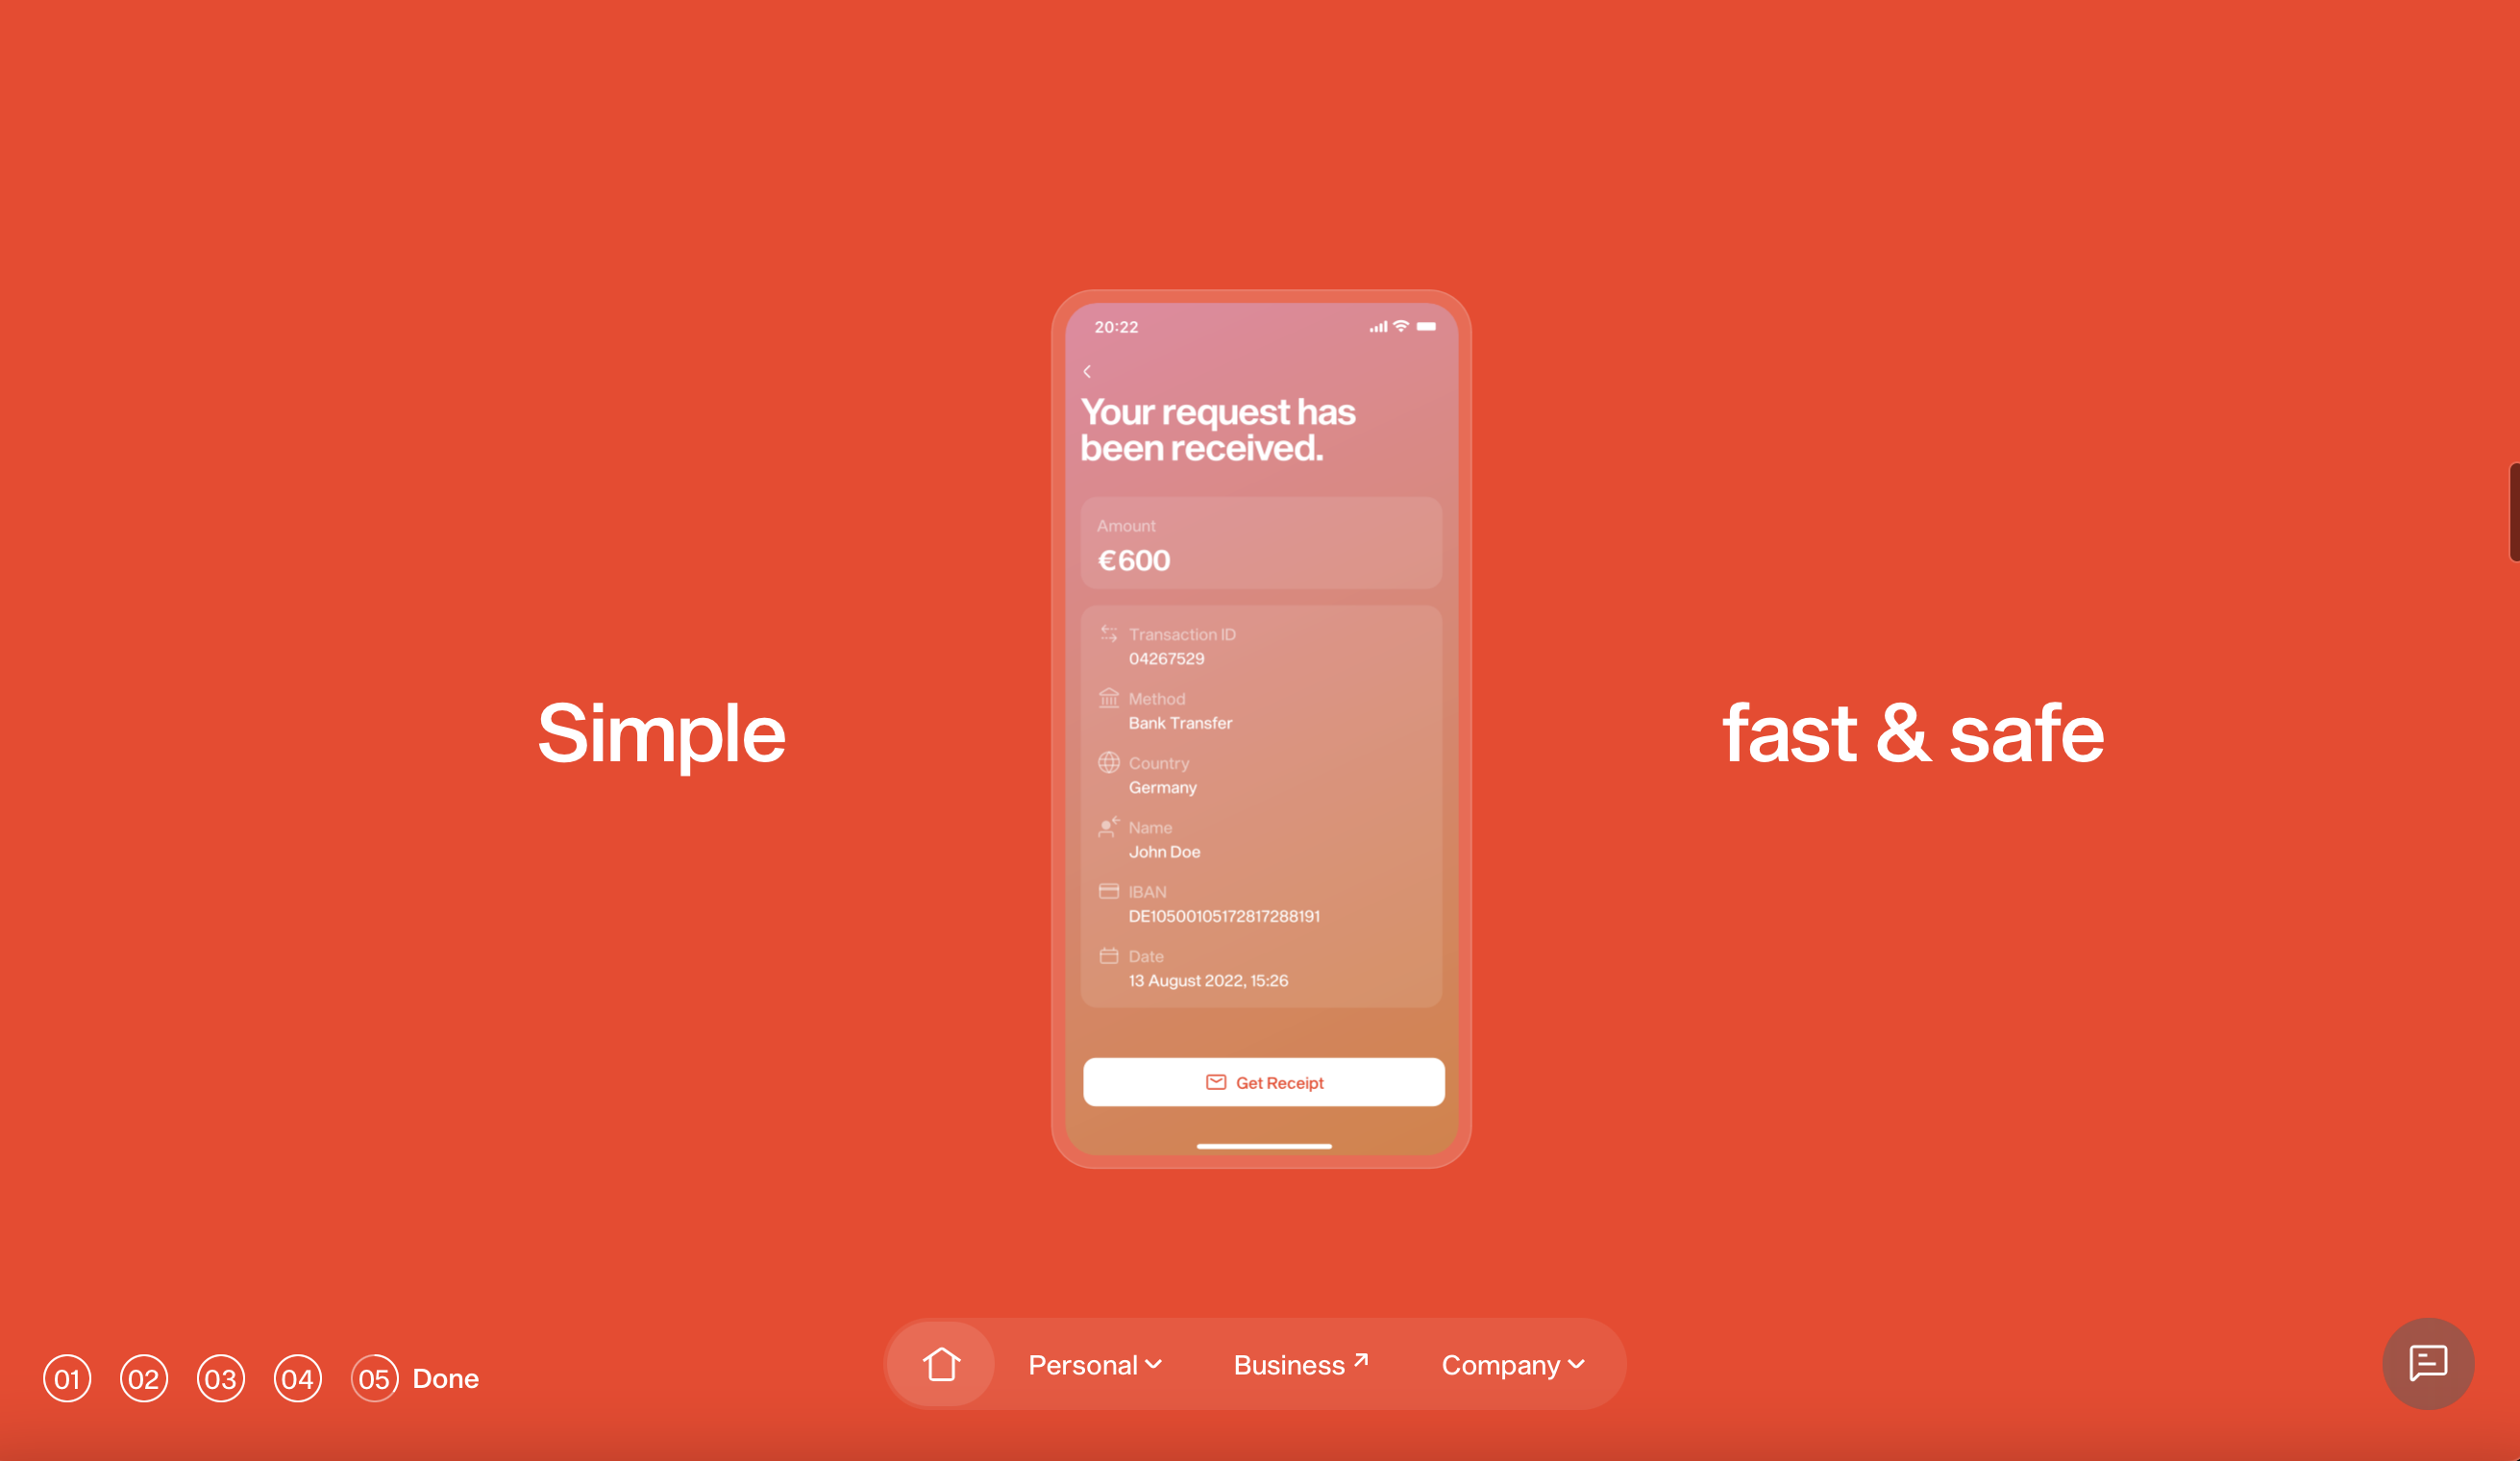 20:22
Your request has
been received.
Amount
€600
Transaction ID
04267529
Method
Bank Transfer
Country
Germany
Name
John Doe
IBAN
DE10500105172817288191
Date
13 August 2022, 15:26
Get Receipt
Simple
fast & safe
01 02 03 04 05 Done
Personal Business Company